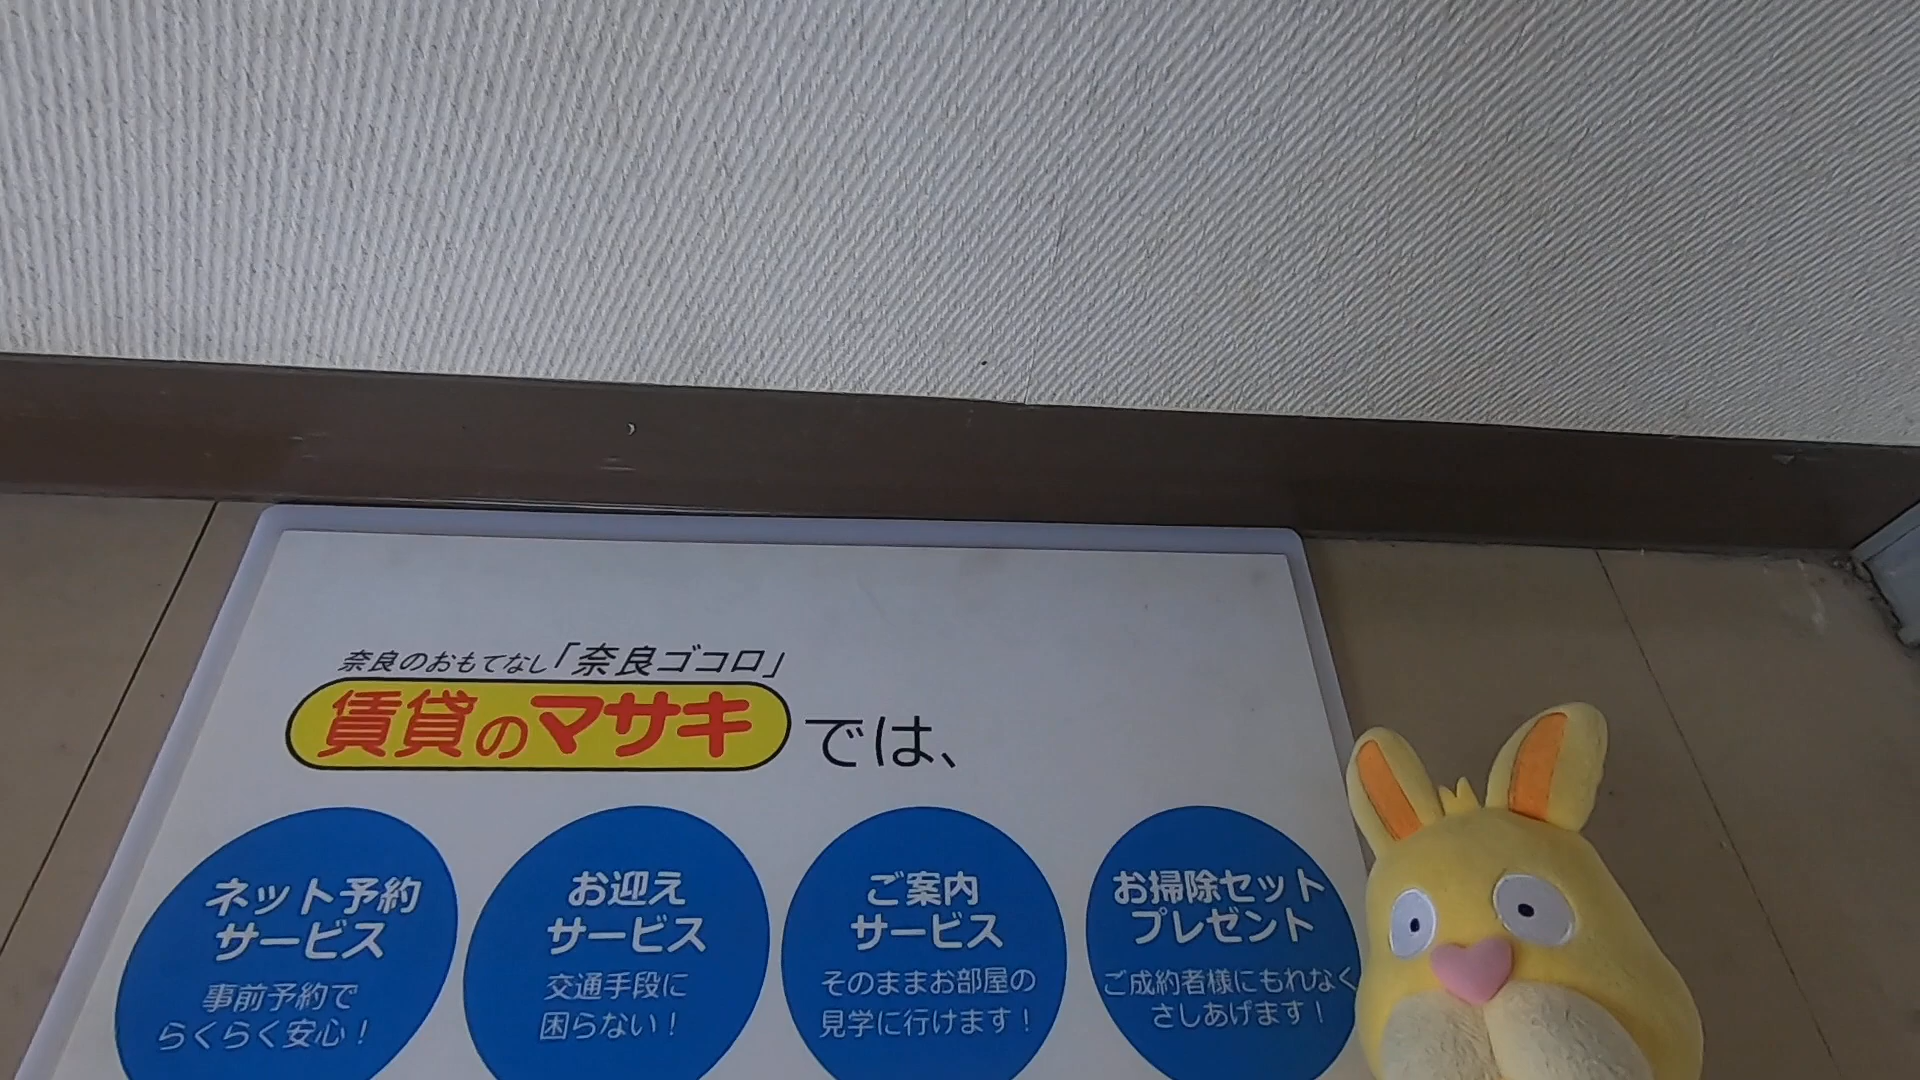 奈良のおもてなし「奈良ゴコロ」
賃貸のマサキでは、
ネット予約
サービス
事前予約で
らくらく安心！
お迎え
サービス
交通手段に
困らない！
ご案内
サービス
そのままお部屋の
見学に行けます！
お掃除セット
プレゼント
ご成約者様にもれなく
さしあげます！